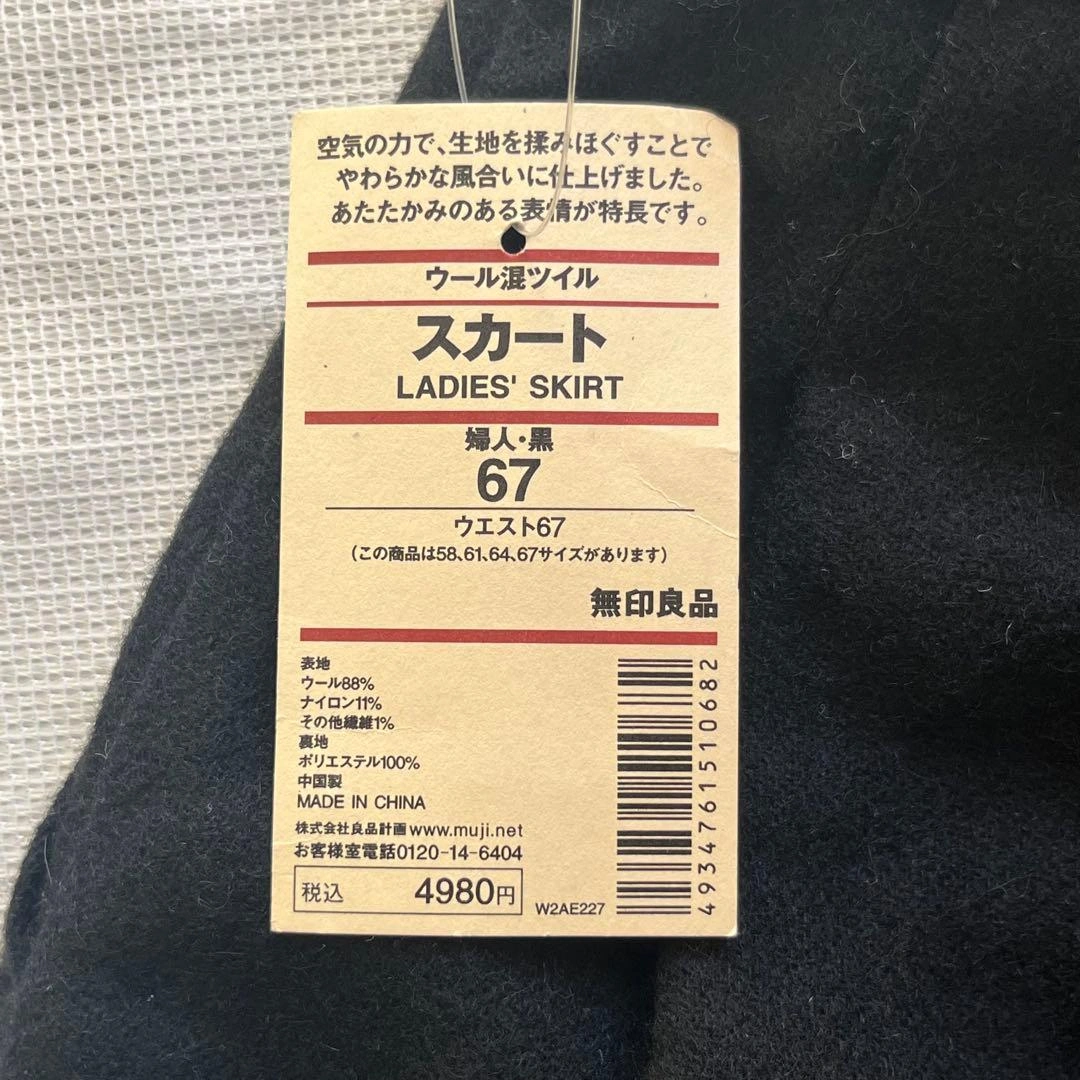 空気の力で、生地を揉みほぐすことで
やわらかな風合いに仕上げました。
あたたかみのある表情が特長です。
ウール混ツイル
スカート
LADIES' SKIRT
婦人・黒
67
ウエスト67
(この商品は58、61、64、67サイズがあります)
無印良品
表地
ウール88%
ナイロン11%
その他繊維1%
裏地
ポリエステル100%
中国製
MADE IN CHINA
株式会社良品計画 www.muji.net
お客様室電話0120-14-6404
税込 4980円
W2AE227
4934761510682